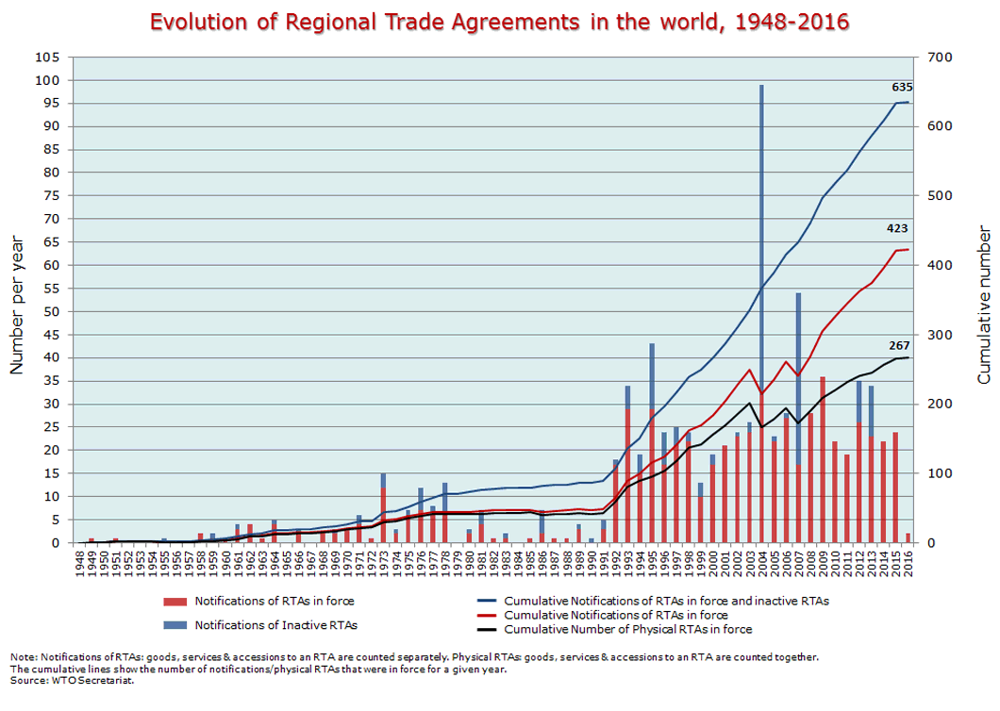 Evolution of Regional Trade Agreements in the world, 1948-2016
105
100
95
90
85
80
75
70
65
60
55
50
45
40
35
30
25
20
15
10
5
0
Number per year
700
600
500
400
300
200
100
0
Cumulative number
635
423
267
1948 1949 1950 1951 1952 1953 1954 1955 1956 1957 1958 1959 1960 1961 1962 1963 1964 1965 1966 1967 1968 1969 1970 1971 1972 1973 1974 1975 1976 1977 1978 1979 1980 1981 1982 1983 1984 1985 1986 1987 1988 1989 1990 1991 1992 1993 1994 1995 1996 1997 1998 1999 2000 2001 2002 2003 2004 2005 2006 2007 2008 2009 2010 2011 2012 2013 2014 2015 2016
Notifications of RTAs in force
Notifications of Inactive RTAs
Cumulative Notifications of RTAs in force and inactive RTAs
Cumulative Notifications of RTAs in force
Cumulative Number of Physical RTAs in force
Note: Notifications of RTAs: goods, services & accessions to an RTA are counted separately. Physical RTAs: goods, services & accessions to an RTA are counted together.
The cumulative lines show the number of notifications/physical RTAs that were in force for a given year.
Source: WTO Secretariat.